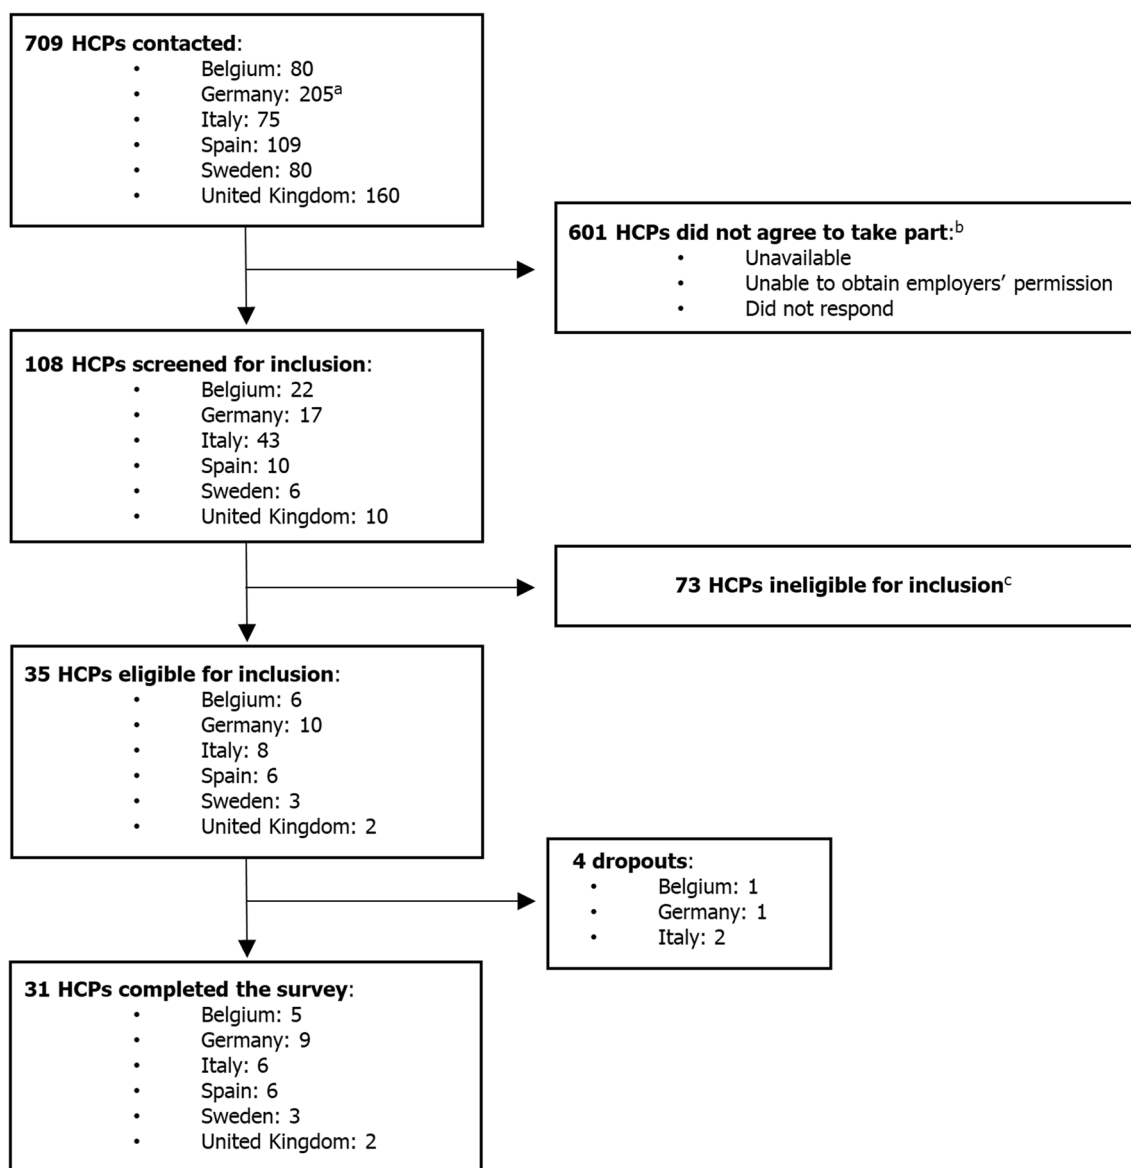 709 HCPs contacted:
• Belgium: 80
• Germany: 205ᵃ
• Italy: 75
• Spain: 109
• Sweden: 80
• United Kingdom: 160
601 HCPs did not agree to take part:ᵇ
• Unavailable
• Unable to obtain employers’ permission
• Did not respond
108 HCPs screened for inclusion:
• Belgium: 22
• Germany: 17
• Italy: 43
• Spain: 10
• Sweden: 6
• United Kingdom: 10
73 HCPs ineligible for inclusionᶜ
35 HCPs eligible for inclusion:
• Belgium: 6
• Germany: 10
• Italy: 8
• Spain: 6
• Sweden: 3
• United Kingdom: 2
4 dropouts:
• Belgium: 1
• Germany: 1
• Italy: 2
31 HCPs completed the survey:
• Belgium: 5
• Germany: 9
• Italy: 6
• Spain: 6
• Sweden: 3
• United Kingdom: 2